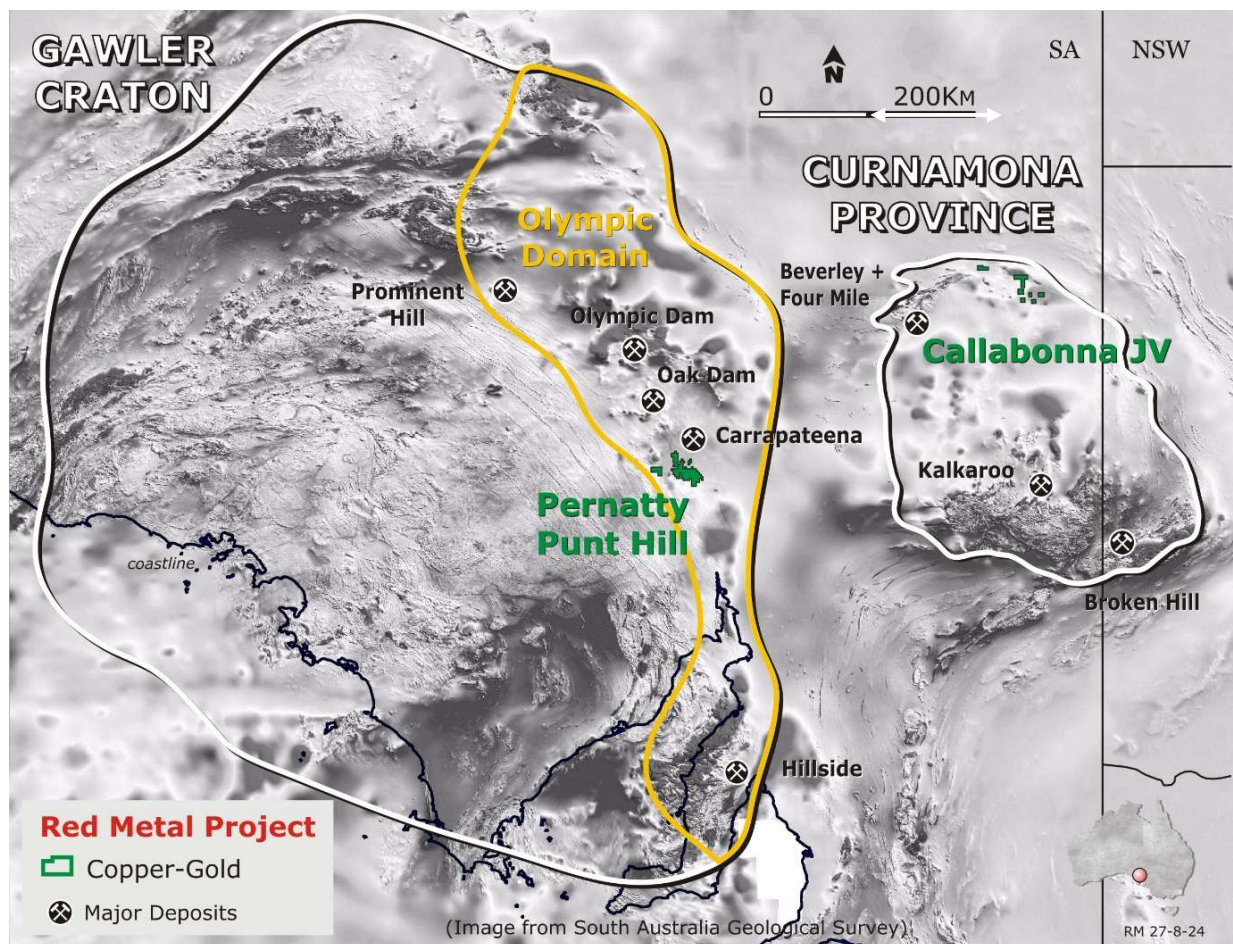 GAWLER
CRATON
N
SA
NSW
0
200KM
CURNAMONA
PROVINCE
Olympic
Domain
Beverley +
Four Mile
Prominent
Hill
Olympic Dam
Callabonna JV
Oak Dam
Carrapateena
Kalkaroo
Pernatty
Punt Hill
coastline
Broken Hill
Hillside
Red Metal Project
Copper-Gold
Major Deposits
(Image from South Australia Geological Survey)
RM 27-8-24